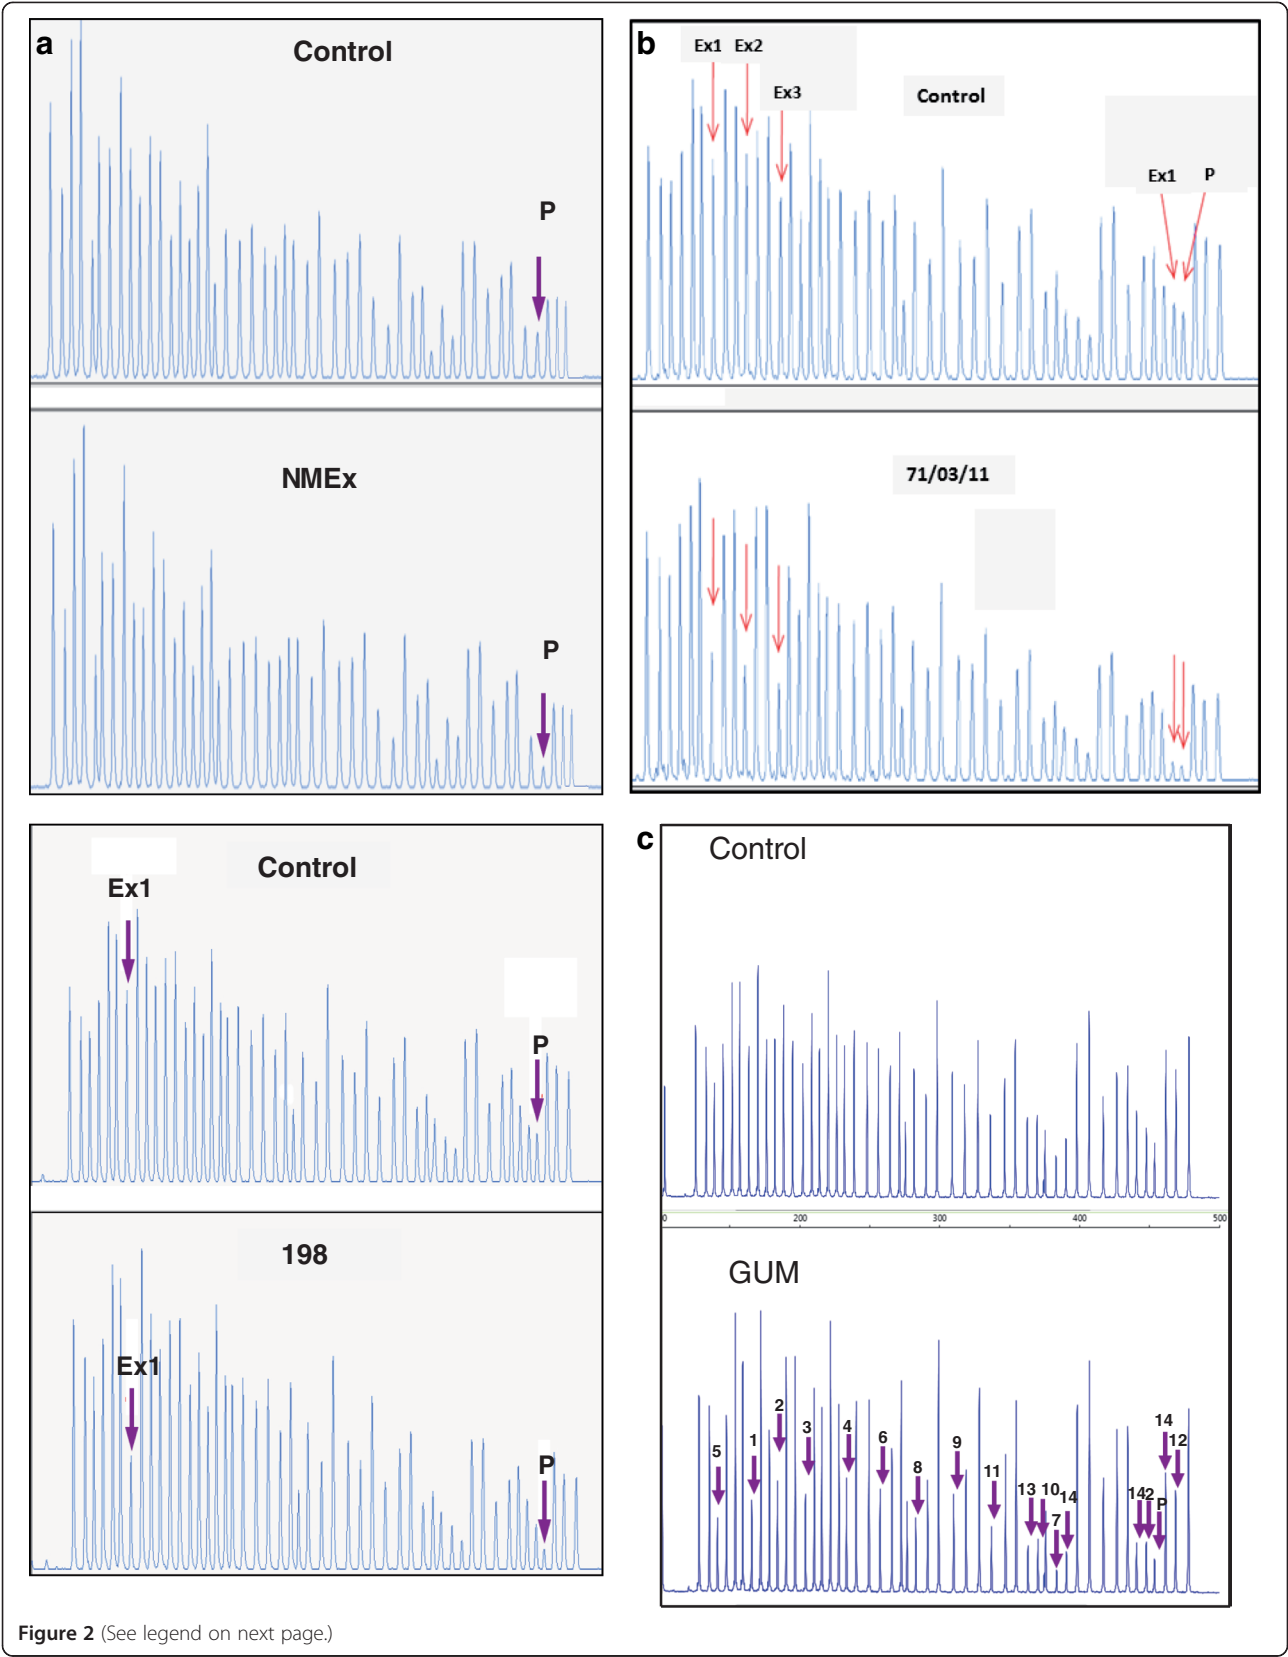 a
Control
P
NMEx
P
b
Ex1 Ex2
Ex3
Control
Ex1 P
71/03/11
Control
Ex1
P
198
Ex1
P
c
Control
0 200 300 400 500
GUM
5 1 2 3 4 6 8 9 11 13 10 7 14 14 2 P 14 12
Figure 2 (See legend on next page.)